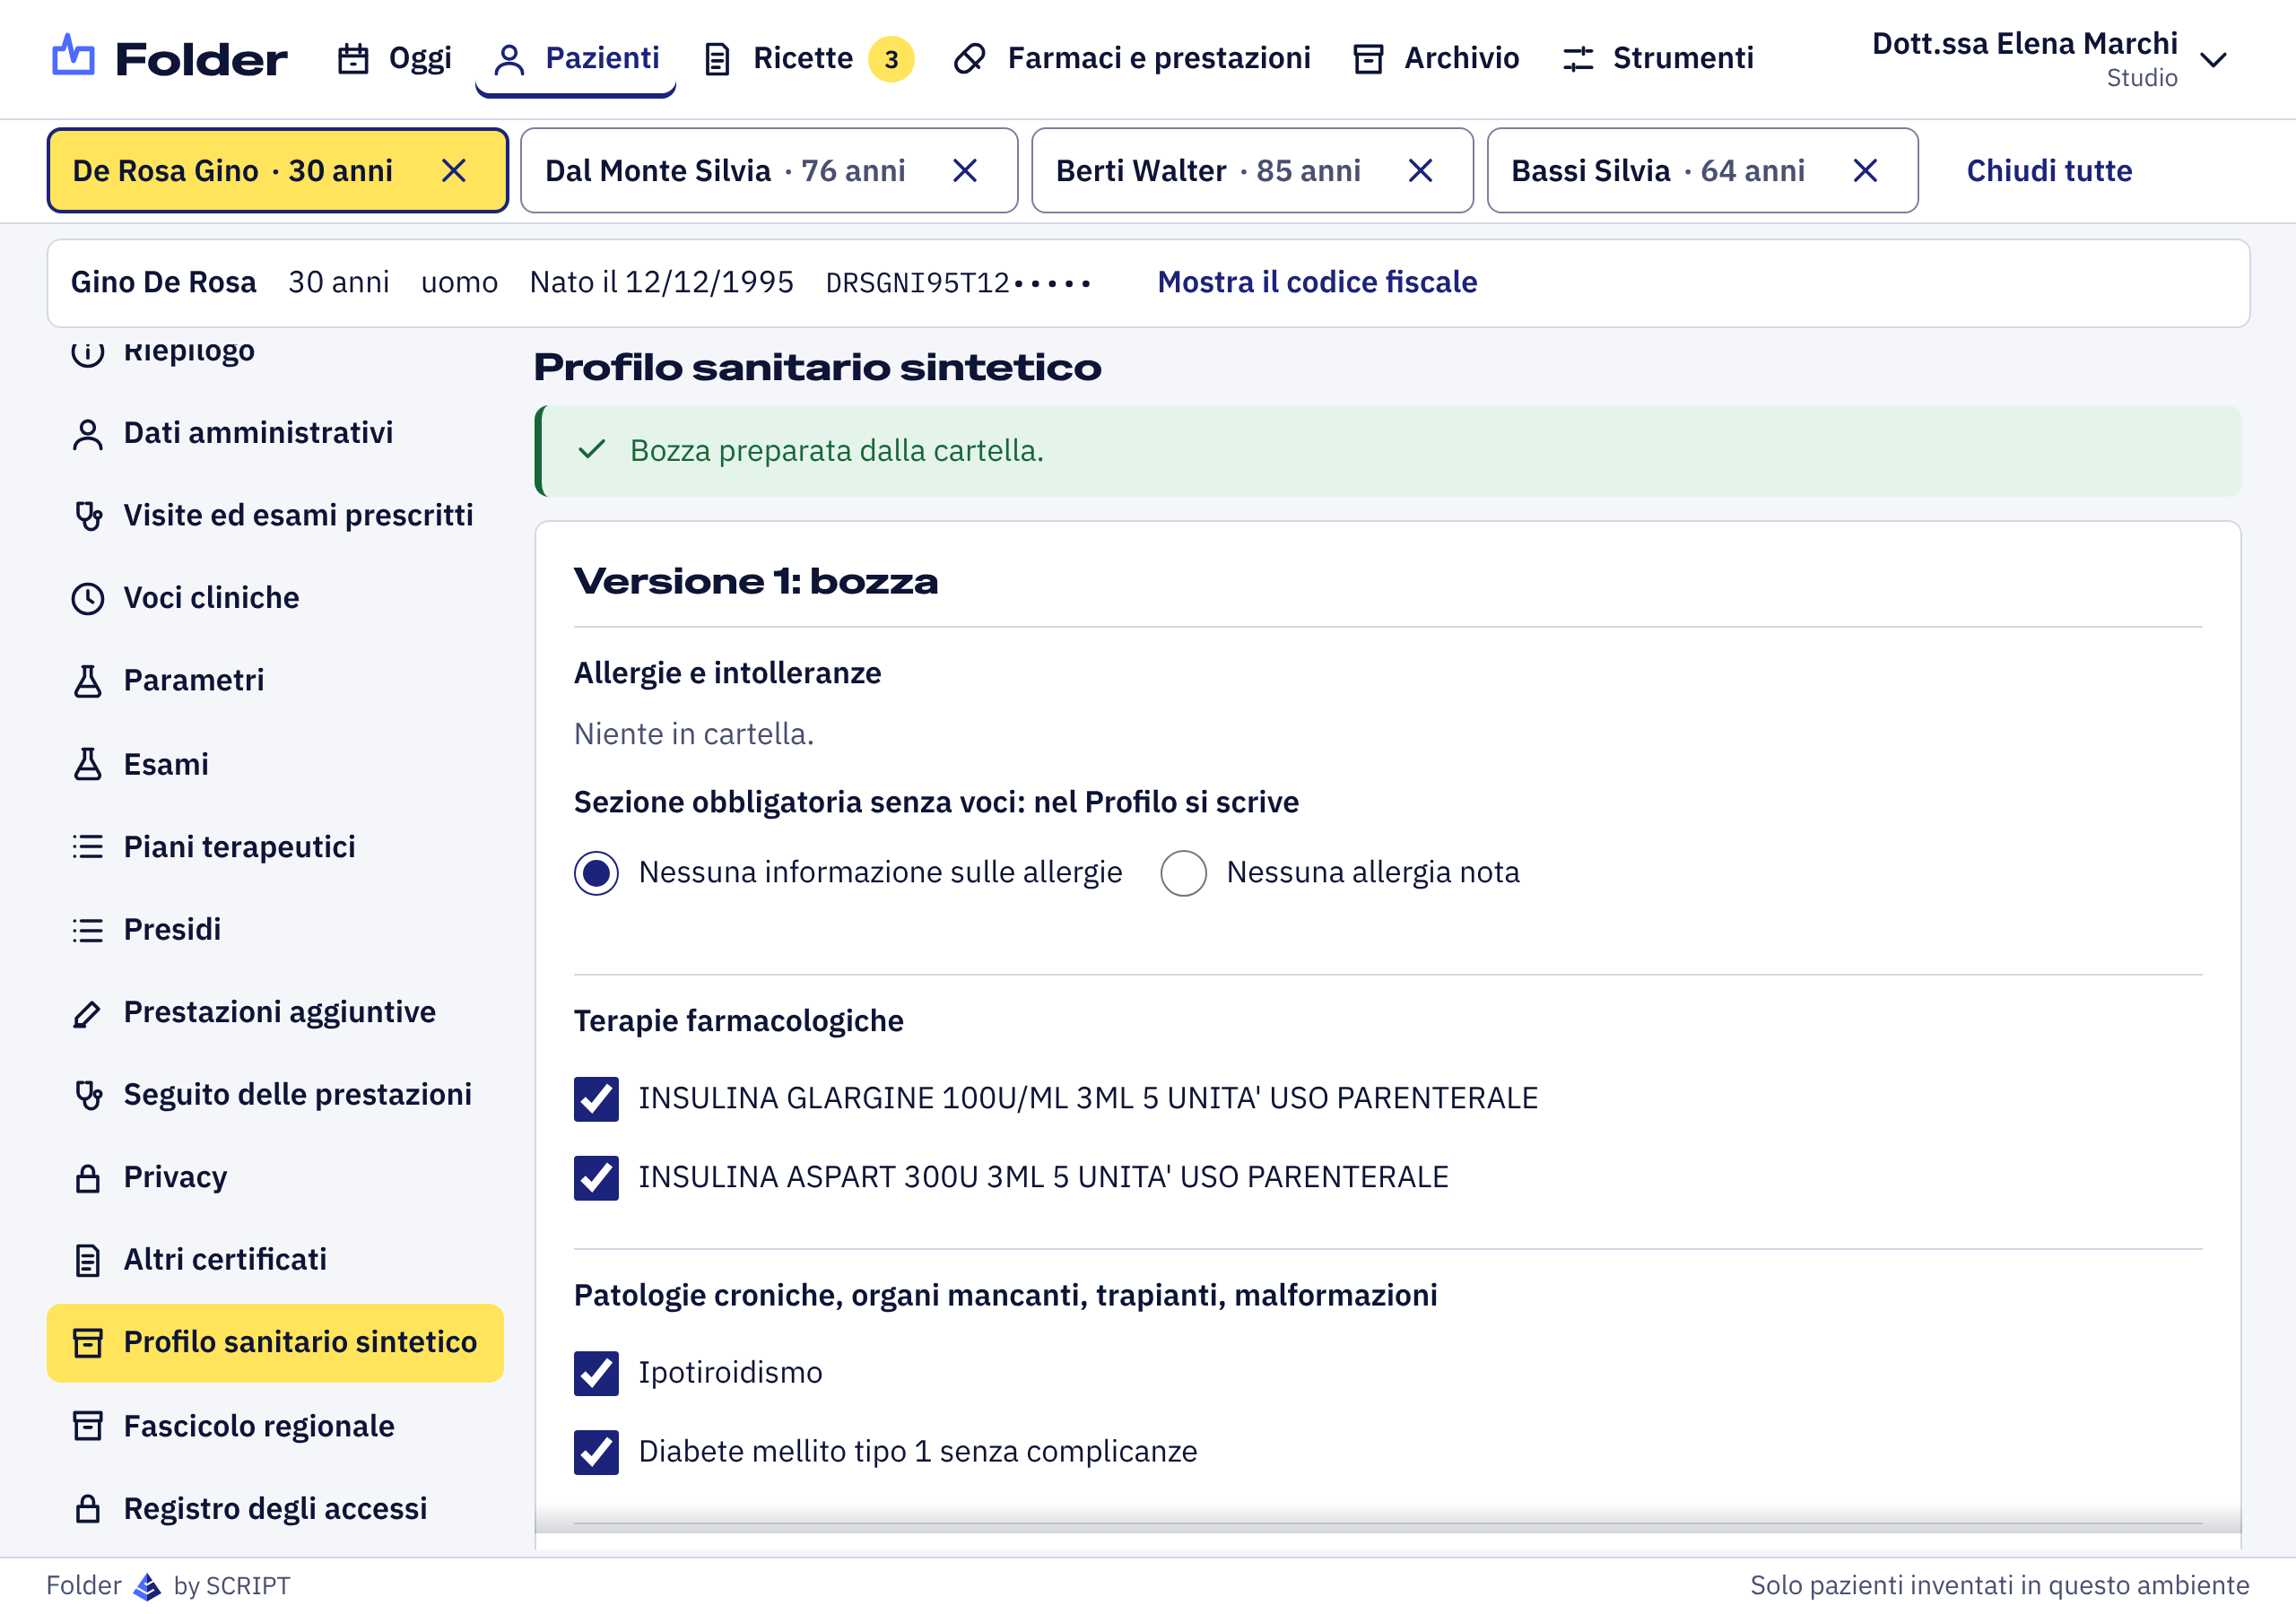 Folder
Oggi
Pazienti
Ricette 3
Farmaci e prestazioni
Archivio
Strumenti
Dott.ssa Elena Marchi
Studio
De Rosa Gino · 30 anni
Dal Monte Silvia · 76 anni
Berti Walter · 85 anni
Bassi Silvia · 64 anni
Chiudi tutte
Gino De Rosa 30 anni uomo Nato il 12/12/1995 DRSGNI95T12••••• Mostra il codice fiscale
Riepilogo
Dati amministrativi
Visite ed esami prescritti
Voci cliniche
Parametri
Esami
Piani terapeutici
Presidi
Prestazioni aggiuntive
Seguito delle prestazioni
Privacy
Altri certificati
Profilo sanitario sintetico
Fascicolo regionale
Registro degli accessi
Profilo sanitario sintetico
Bozza preparata dalla cartella.
Versione 1: bozza
Allergie e intolleranze
Niente in cartella.
Sezione obbligatoria senza voci: nel Profilo si scrive
Nessuna informazione sulle allergie
Nessuna allergia nota
Terapie farmacologiche
INSULINA GLARGINE 100U/ML 3ML 5 UNITA' USO PARENTERALE
INSULINA ASPART 300U 3ML 5 UNITA' USO PARENTERALE
Patologie croniche, organi mancanti, trapianti, malformazioni
Ipotiroidismo
Diabete mellito tipo 1 senza complicanze
Folder by SCRIPT
Solo pazienti inventati in questo ambiente